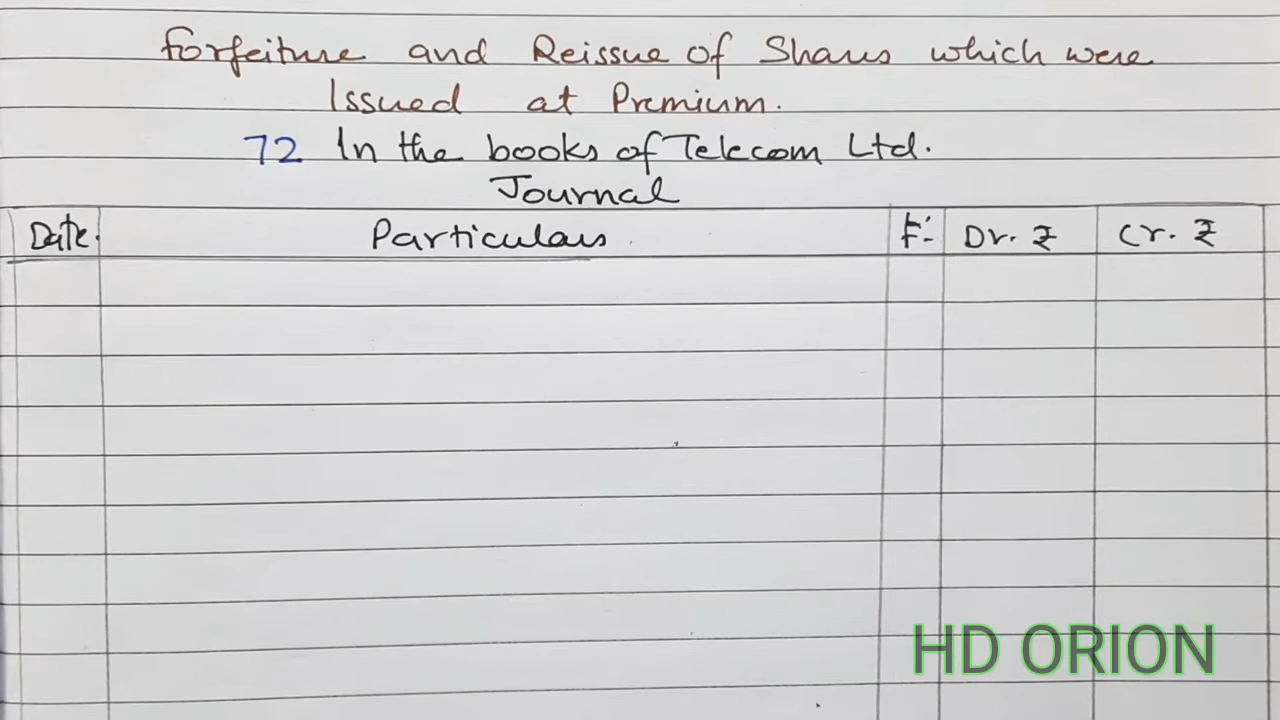 Forfeiture and Reissue of Shares which were
Issued at Premium.
72 In the books of Telecom Ltd.
Journal
Date. Particulars F. Dr. ₹ Cr. ₹
HD ORION